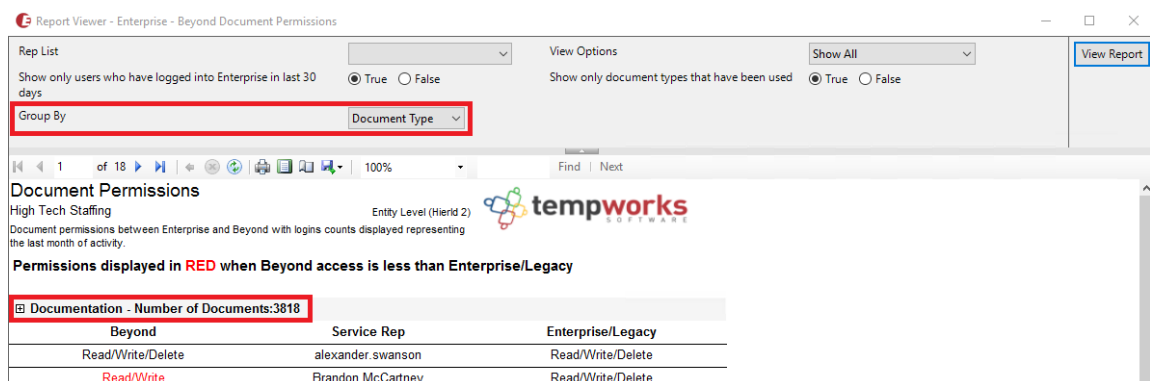 Report Viewer - Enterprise - Beyond Document Permissions
Rep List
View Options
Show All
View Report
Show only users who have logged into Enterprise in last 30
days
True
False
Show only document types that have been used
True
False
Group By
Document Type
1
of 18
100%
Find | Next
Document Permissions
High Tech Staffing
Entity Level (HierId 2)
tempworks
SOFTWARE
Document permissions between Enterprise and Beyond with logins counts displayed representing
the last month of activity.
Permissions displayed in RED when Beyond access is less than Enterprise/Legacy
Documentation - Number of Documents:3818
Beyond
Service Rep
Enterprise/Legacy
Read/Write/Delete
alexander.swanson
Read/Write/Delete
Read/Write
Brandon McCartney
Read/Write/Delete